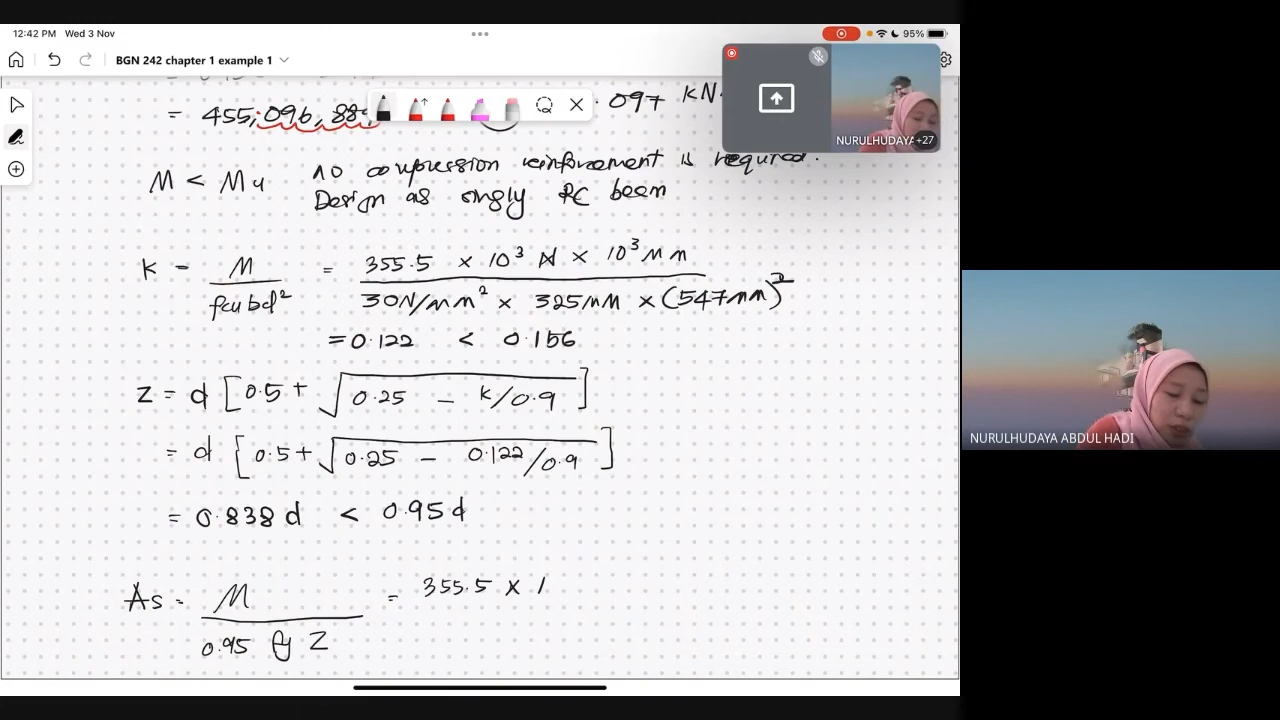 12:42 PM Wed 3 Nov
95%
BGN 242 chapter 1 example 1
NURULHUDAYA +27
= 455,096,88
.097 KN
M < Mu no compression reinforcement is required.
Design as singly RC beam
K = M / fcubd² = 355.5 × 10³ N × 10³ mm / 30N/mm² × 325mm × (547mm)²
= 0.122 < 0.156
Z = d [0.5 + √0.25 - K/0.9]
= d [0.5 + √0.25 - 0.122/0.9]
= 0.838 d < 0.95 d
As = M / 0.95 fy Z = 355.5 × 1
NURULHUDAYA ABDUL HADI